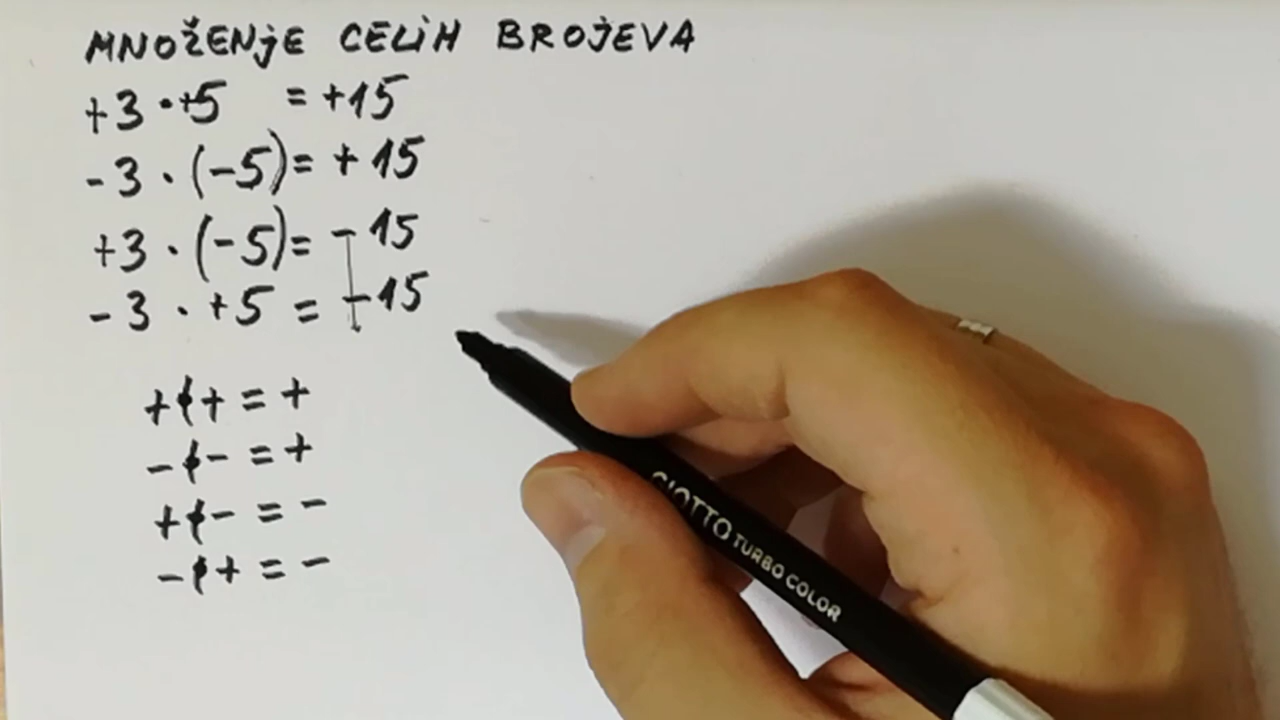 MNOŽENjE CELiH BROjEVA
+3 · +5 = +15
-3 · (-5) = +15
+3 · (-5) = -15
-3 · +5 = -15
+ · + = +
- · - = +
+ · - = -
- · + = -
GIOTTO TURBO COLOR